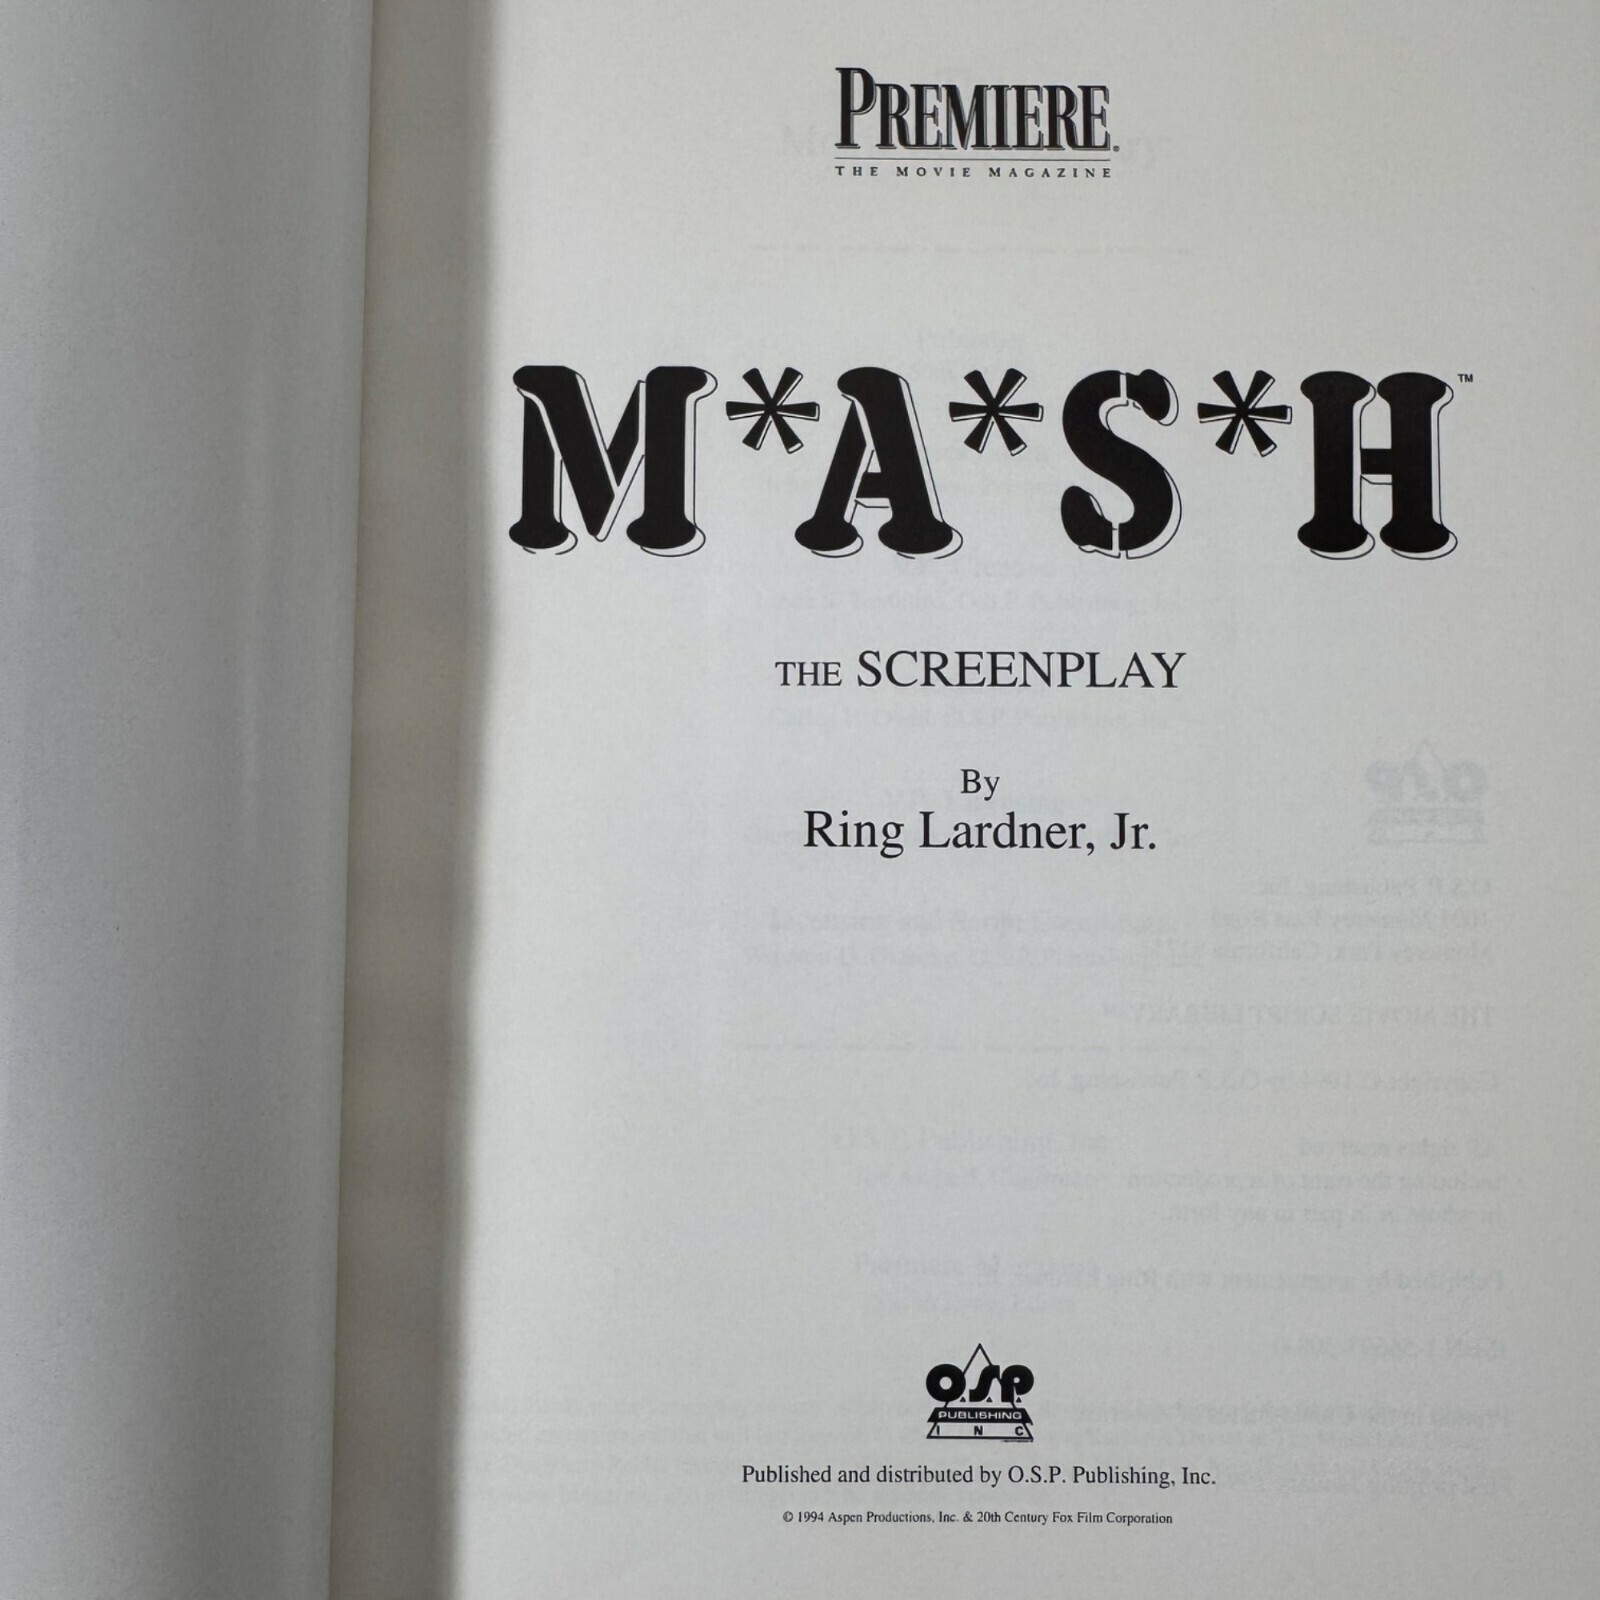 PREMIERE®
THE MOVIE MAGAZINE
M*A*S*H™
THE SCREENPLAY
By
Ring Lardner, Jr.
O.S.P.
PUBLISHING
INC
Published and distributed by O.S.P. Publishing, Inc.
© 1994 Aspen Productions, Inc. & 20th Century Fox Film Corporation